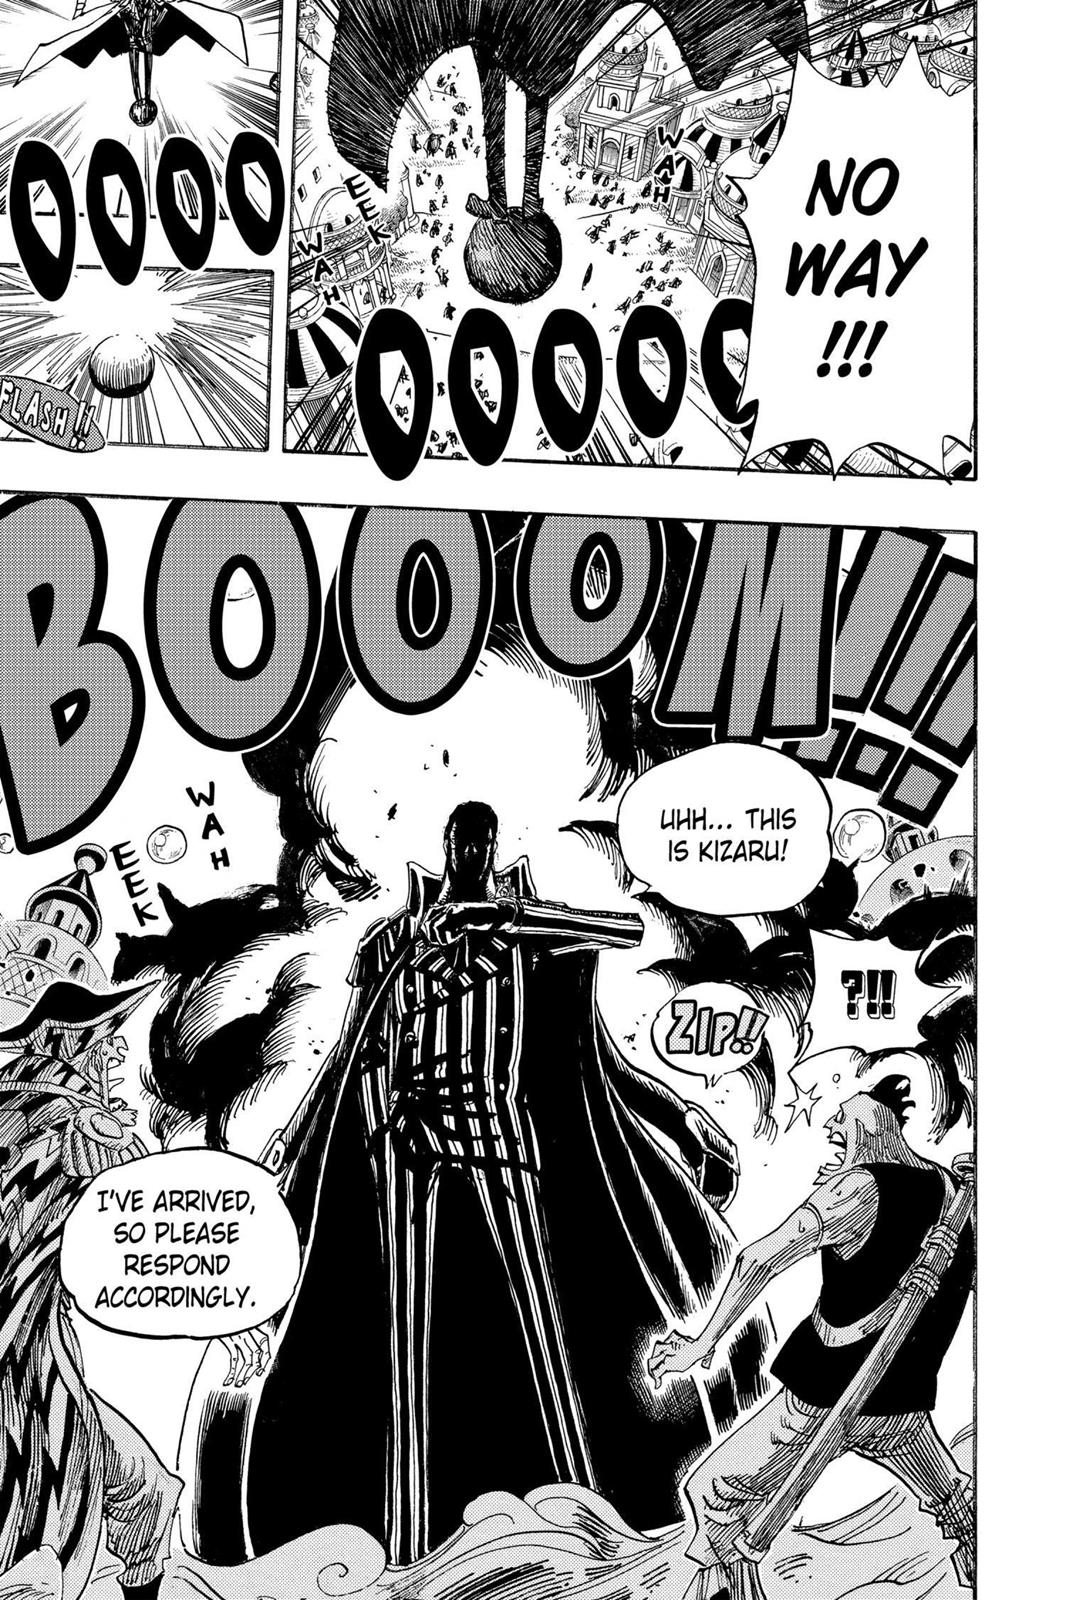 NO
WAY
!!!
WAH
EEK
WAH
OOOOO
OOOO
FLASH!!
BOOOOM!!!
UHH... THIS
IS KIZARU!
WAH
EEK
?!!
ZIP!!
I'VE ARRIVED,
SO PLEASE
RESPOND
ACCORDINGLY.